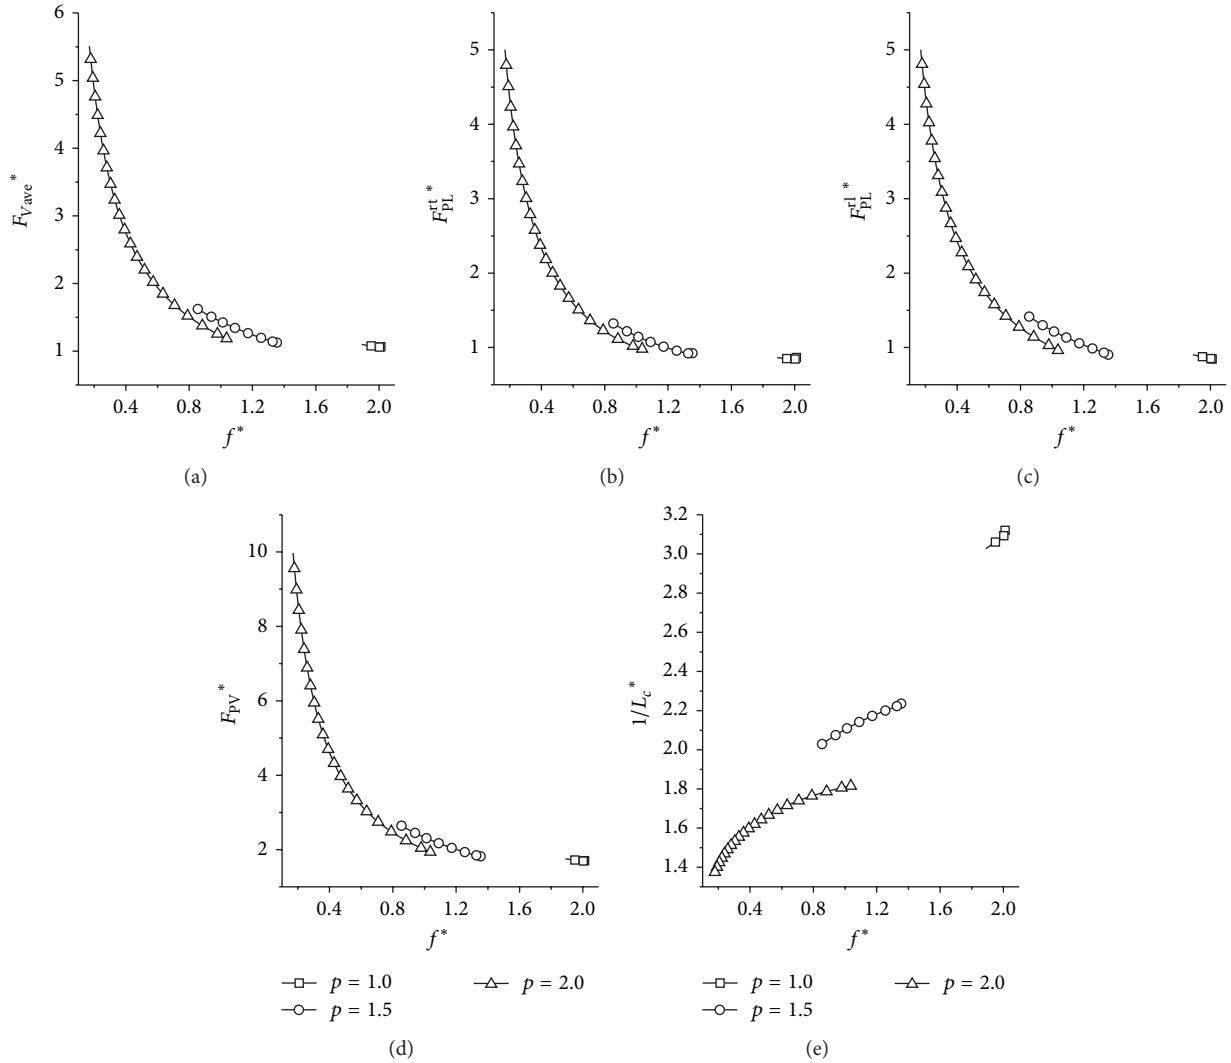 6
5
4
3
2
1
F_Vave*
0.4 0.8 1.2 1.6 2.0
f*
(a)
5
4
3
2
1
F_PL^rt*
0.4 0.8 1.2 1.6 2.0
f*
(b)
5
4
3
2
1
F_PL^rl*
0.4 0.8 1.2 1.6 2.0
f*
(c)
10
8
6
4
2
F_PV*
0.4 0.8 1.2 1.6 2.0
f*
p = 1.0
p = 1.5
p = 2.0
(d)
3.2
3.0
2.8
2.6
2.4
2.2
2.0
1.8
1.6
1.4
1/L_c*
0.4 0.8 1.2 1.6 2.0
f*
p = 1.0
p = 1.5
p = 2.0
(e)